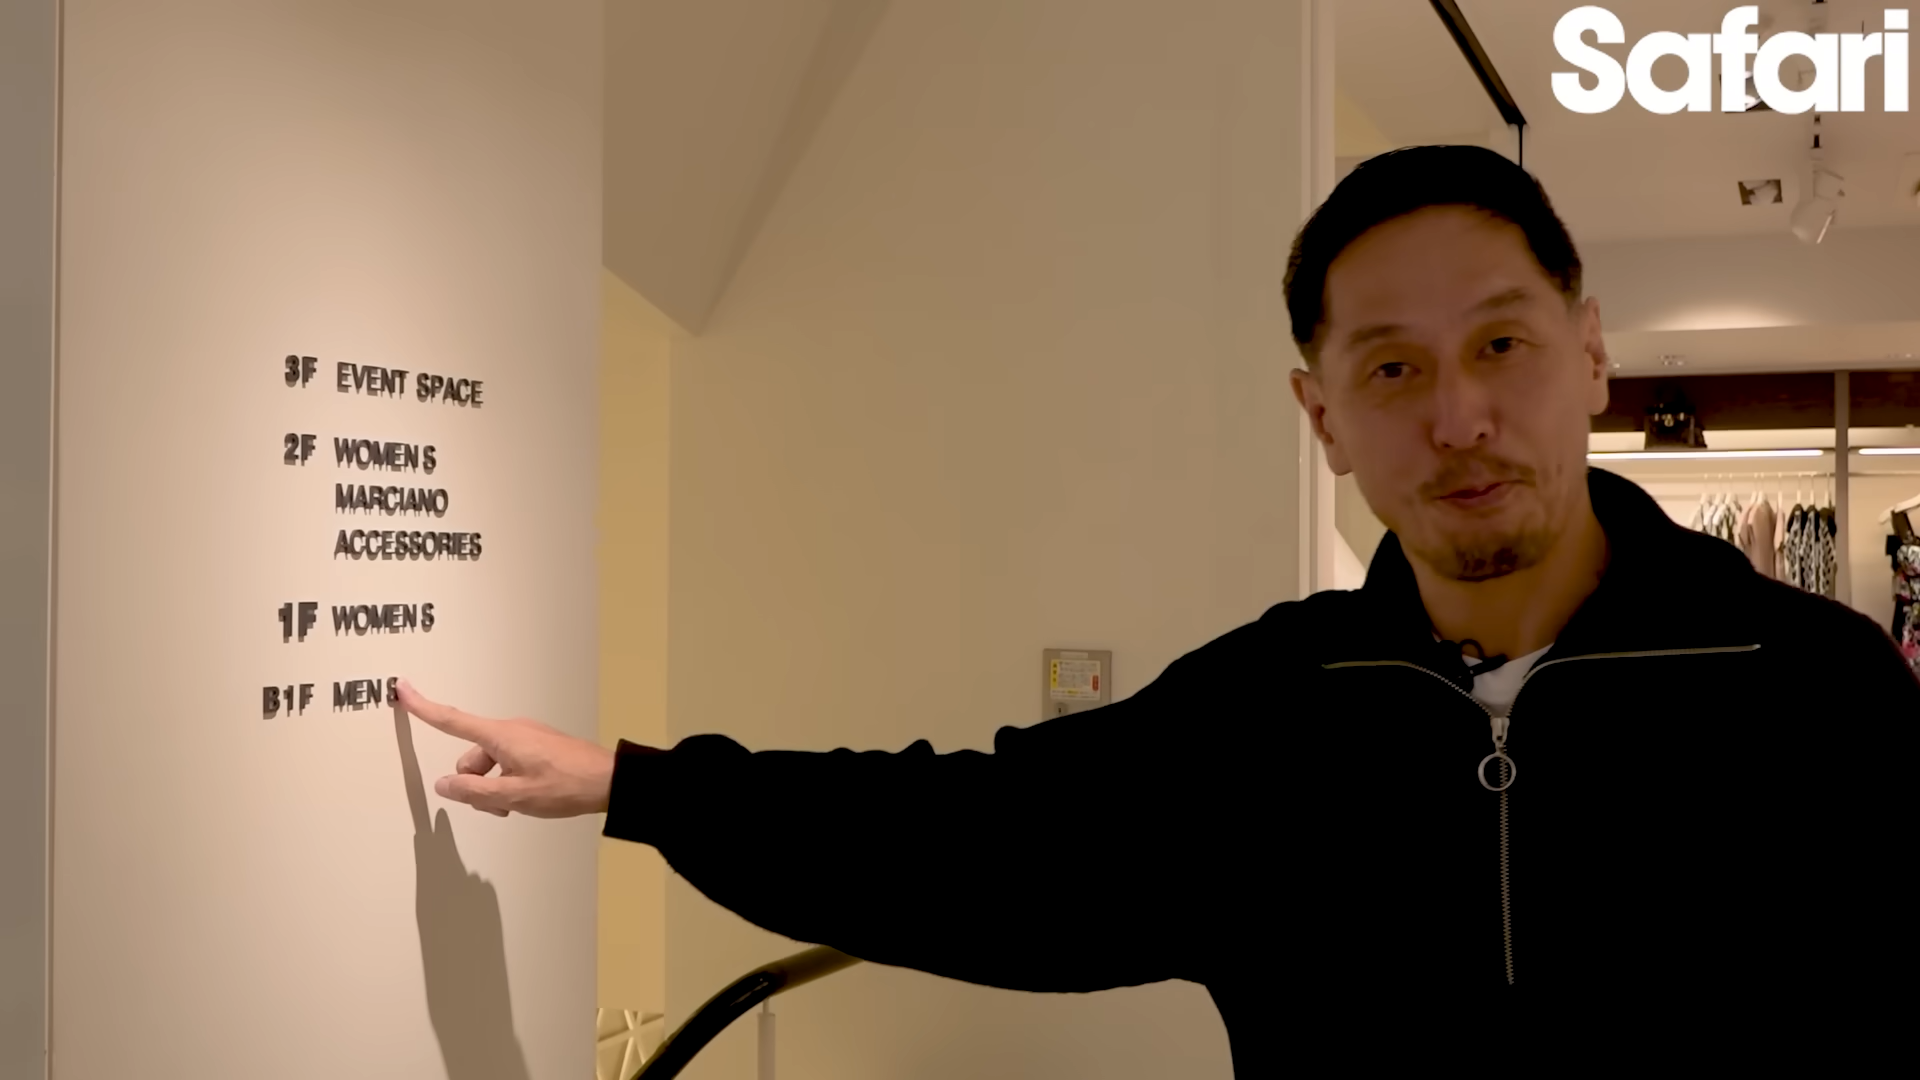 Safari
3F EVENT SPACE
2F WOMEN S
MARCIANO
ACCESSORIES
1F WOMEN S
B1F MEN S